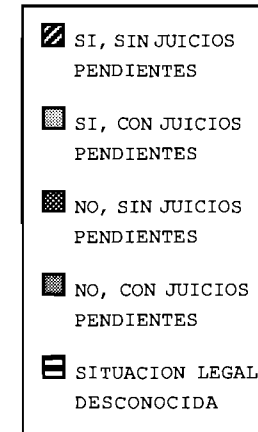 SI, SIN JUICIOS
PENDIENTES
SI, CON JUICIOS
PENDIENTES
NO, SIN JUICIOS
PENDIENTES
NO, CON JUICIOS
PENDIENTES
SITUACION LEGAL
DESCONOCIDA